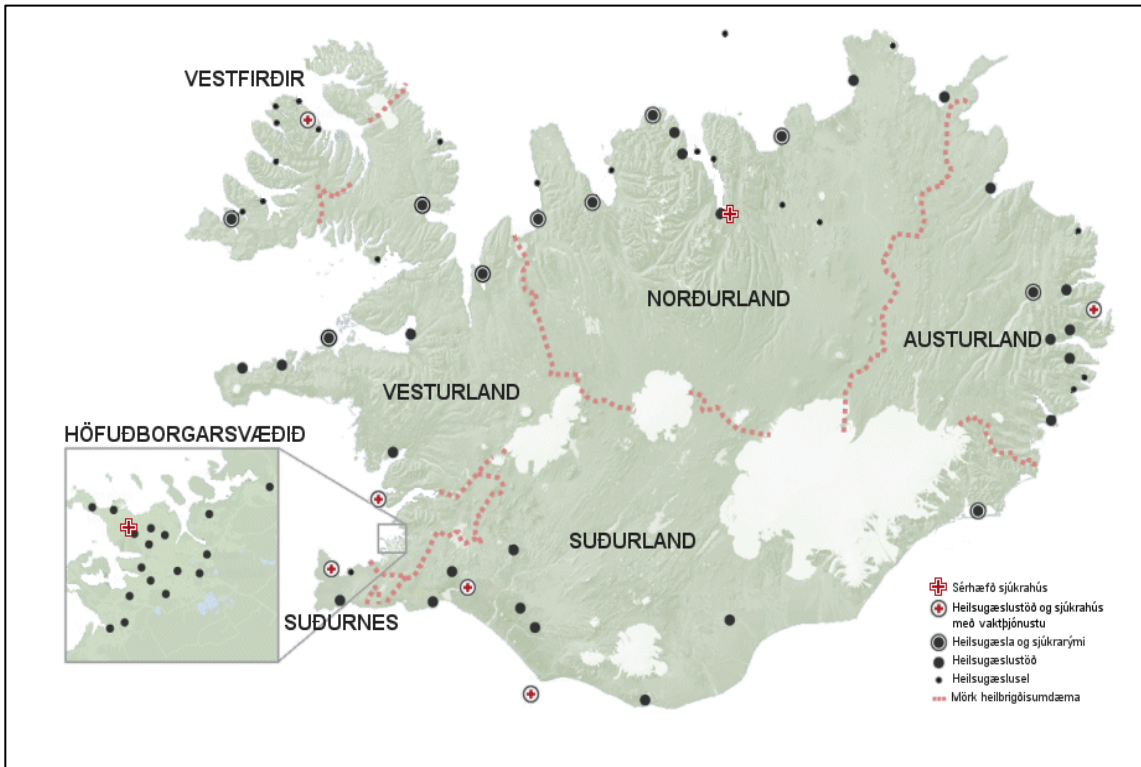 VESTFIRÐIR
NORÐURLAND
AUSTURLAND
VESTURLAND
HÖFUÐBORGARSVÆÐIÐ
SUÐURLAND
SUÐURNES
Sérhæfð sjúkrahús
Heilsugæslustöð og sjúkrahús
með vaktþjónustu
Heilsugæsla og sjúkrarými
Heilsugæslustöð
Heilsugæslusel
Mörk heilbrigðisumdæma